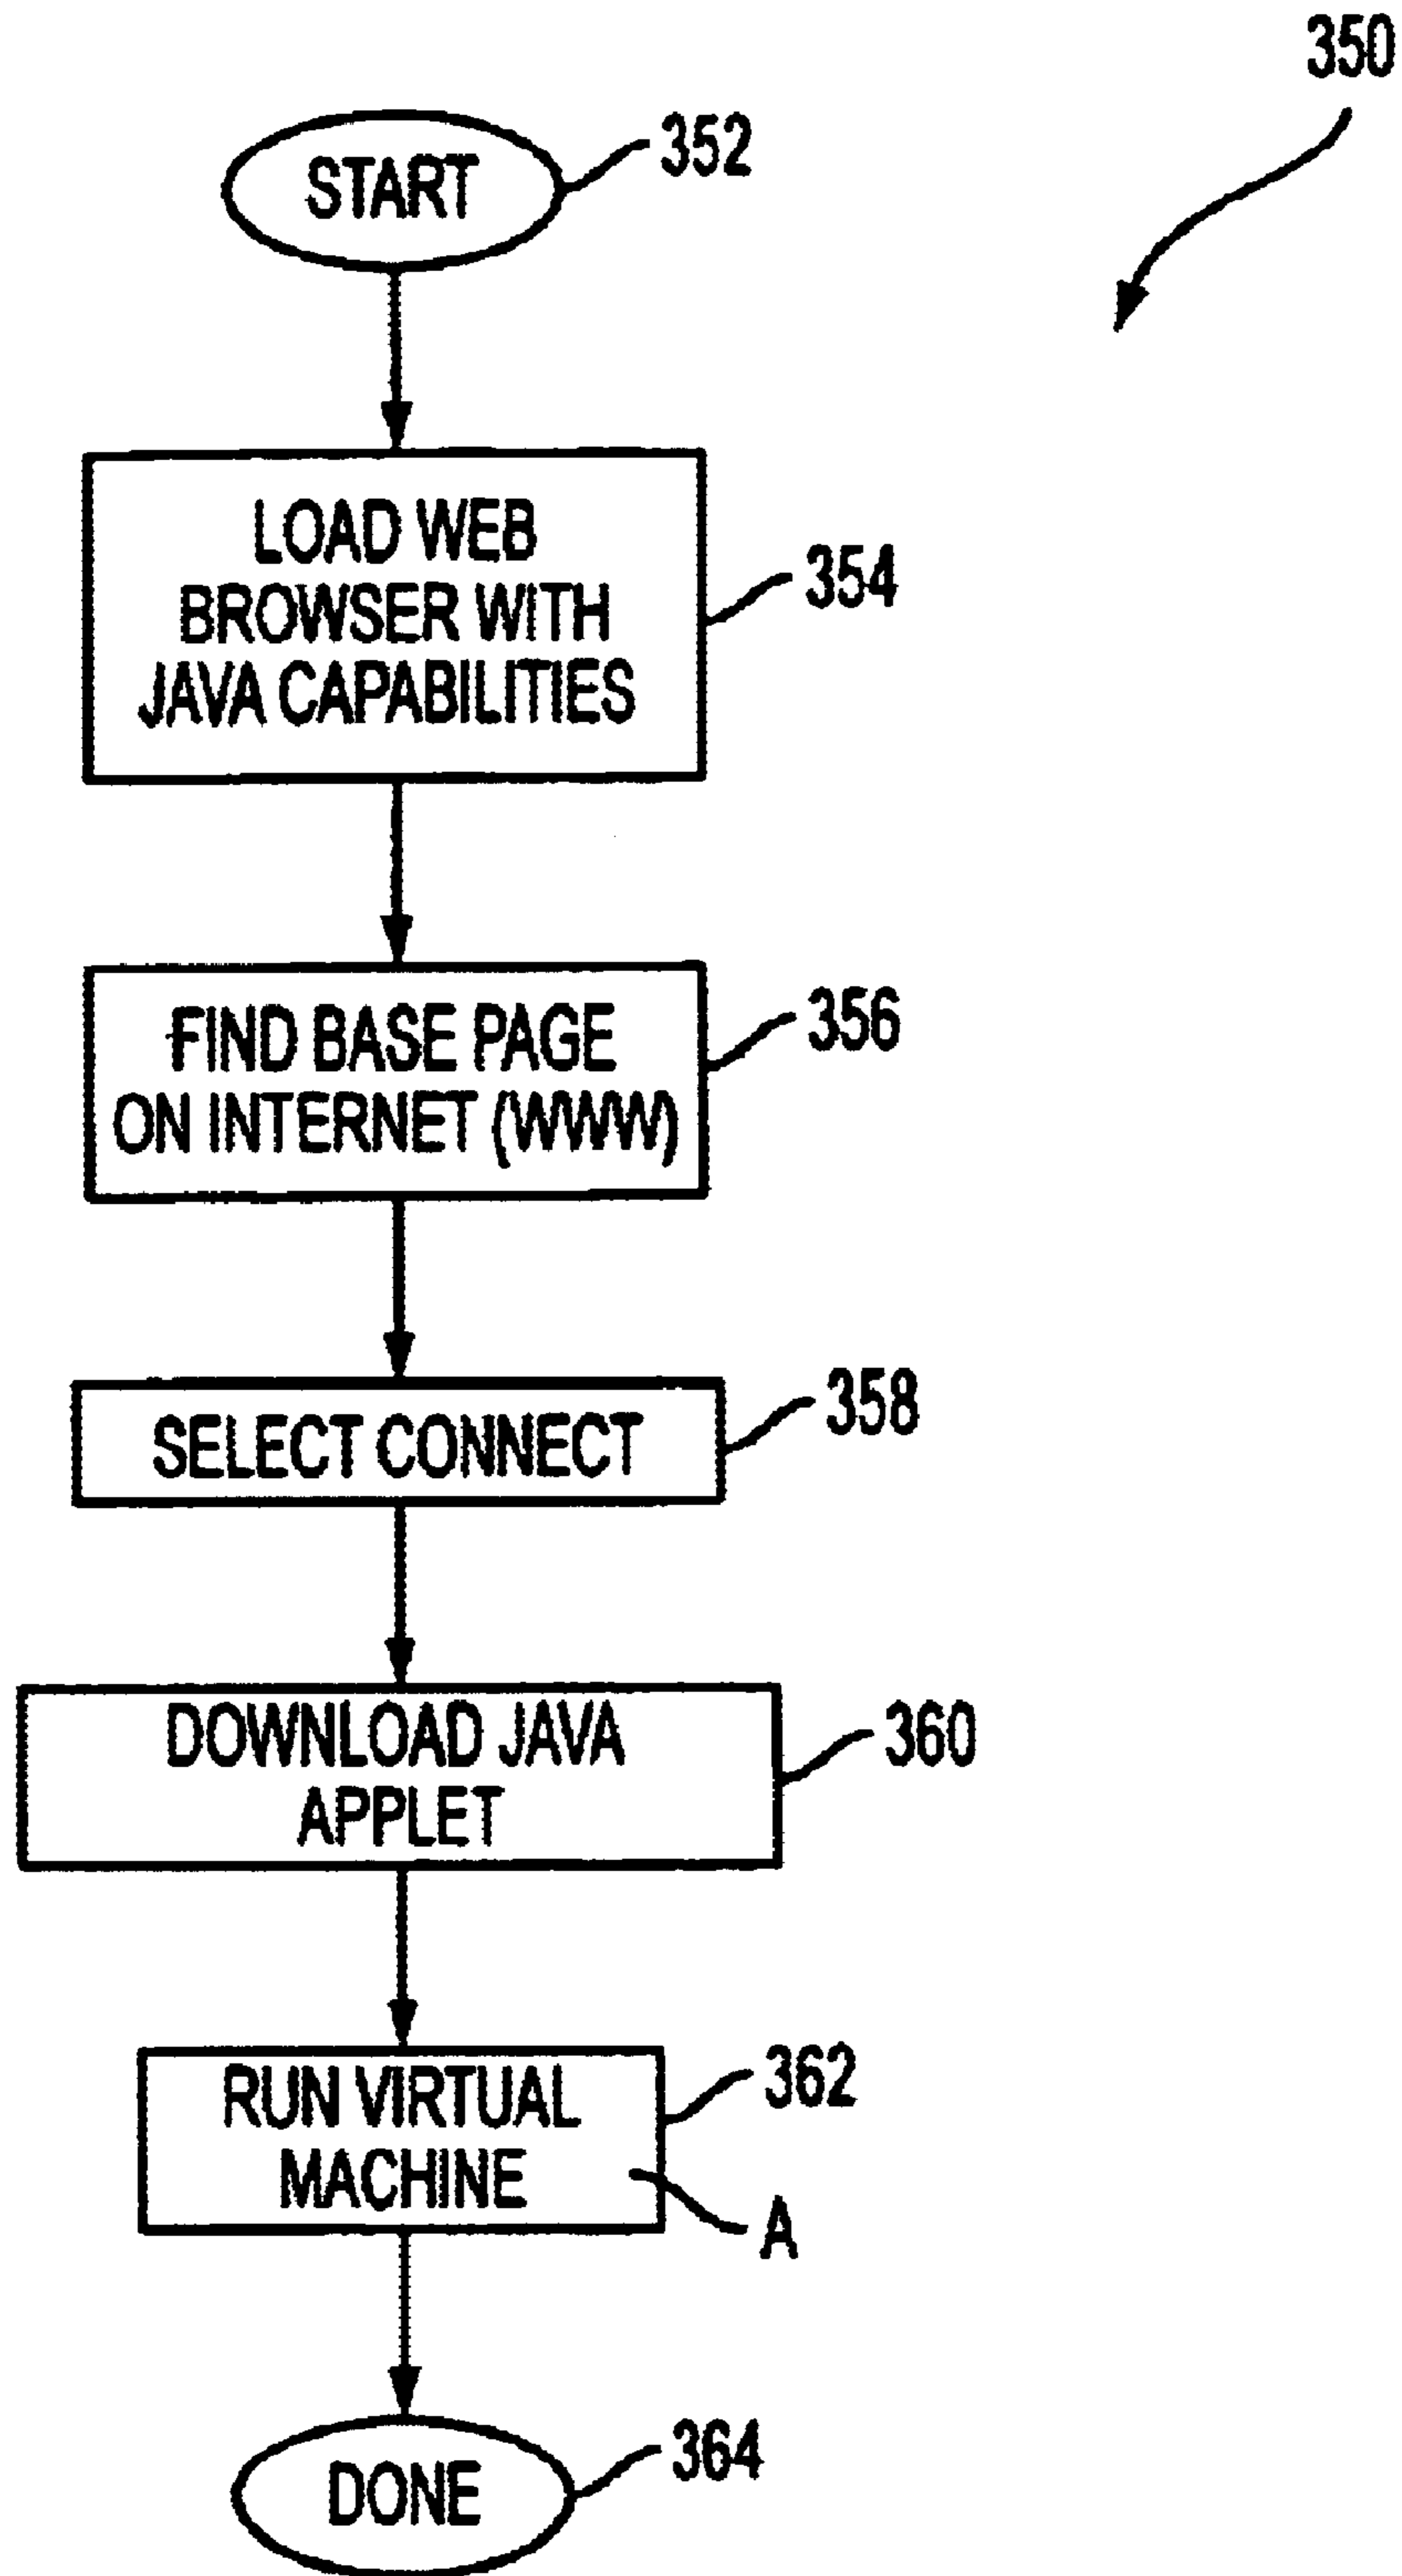 350
START
352
LOAD WEB
BROWSER WITH
JAVA CAPABILITIES
354
FIND BASE PAGE
ON INTERNET (WWW)
356
SELECT CONNECT
358
DOWNLOAD JAVA
APPLET
360
RUN VIRTUAL
MACHINE
362
A
DONE
364